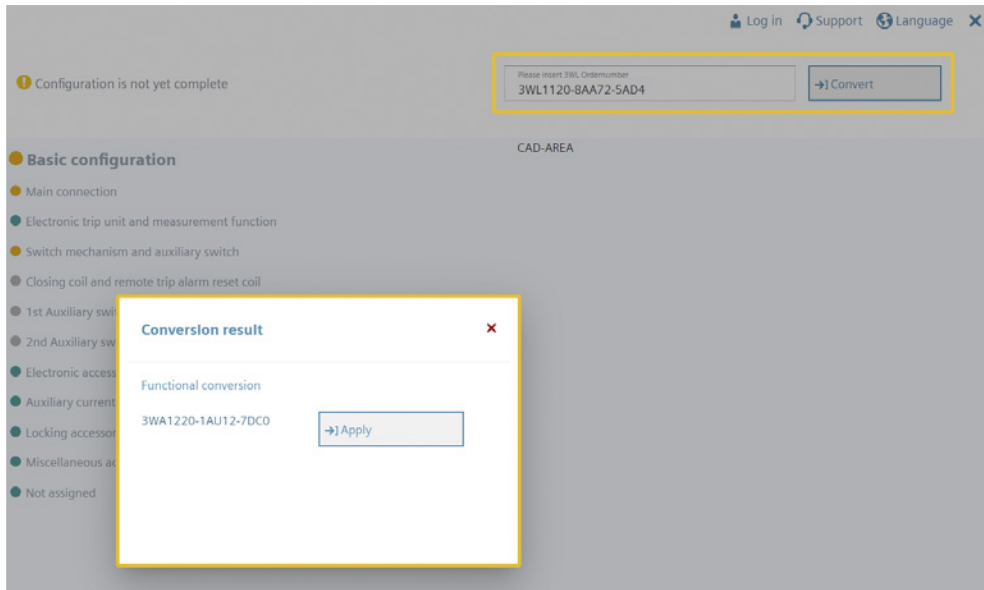 Log in Support Language
Configuration is not yet complete
Please insert 3WL Ordernumber
3WL1120-8AA72-5AD4
Convert
CAD-AREA
Basic configuration
Main connection
Electronic trip unit and measurement function
Switch mechanism and auxiliary switch
Closing coil and remote trip alarm reset coil
1st Auxiliary swi
2nd Auxiliary sw
Electronic access
Auxiliary current
Locking accessor
Miscellaneous ac
Not assigned
Conversion result
Functional conversion
3WA1220-1AU12-7DC0
Apply